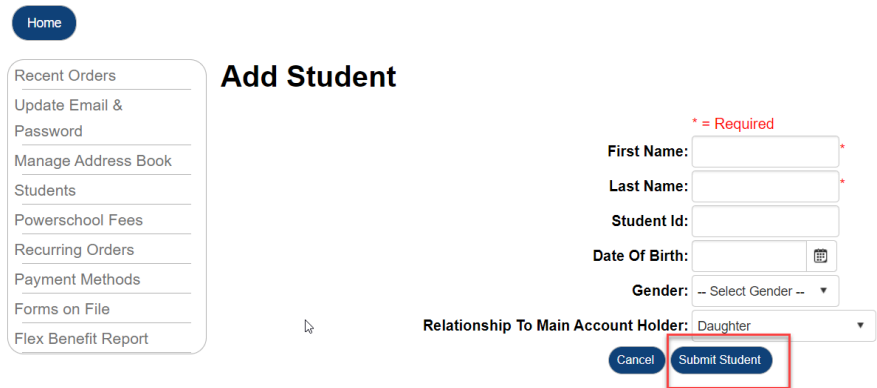 Home
Recent Orders
Update Email &
Password
Manage Address Book
Students
Powerschool Fees
Recurring Orders
Payment Methods
Forms on File
Flex Benefit Report
Add Student
* = Required
First Name: *
Last Name: *
Student Id:
Date Of Birth:
Gender: -- Select Gender --
Relationship To Main Account Holder: Daughter
Cancel Submit Student